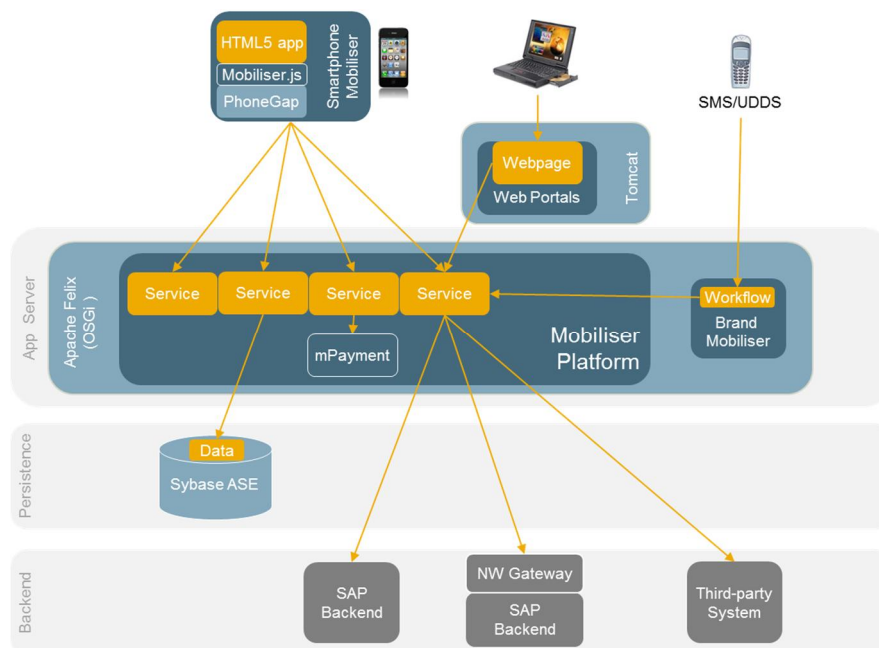 HTML5 app
Mobiliser.js
PhoneGap
Smartphone
Mobiliser
SMS/UDDS
Webpage
Web Portals
Tomcat
App Server
Apache Felix
(OSGi )
Service
Service
Service
Service
mPayment
Mobiliser
Platform
Workflow
Brand
Mobiliser
Persistence
Data
Sybase ASE
Backend
SAP
Backend
NW Gateway
SAP
Backend
Third-party
System